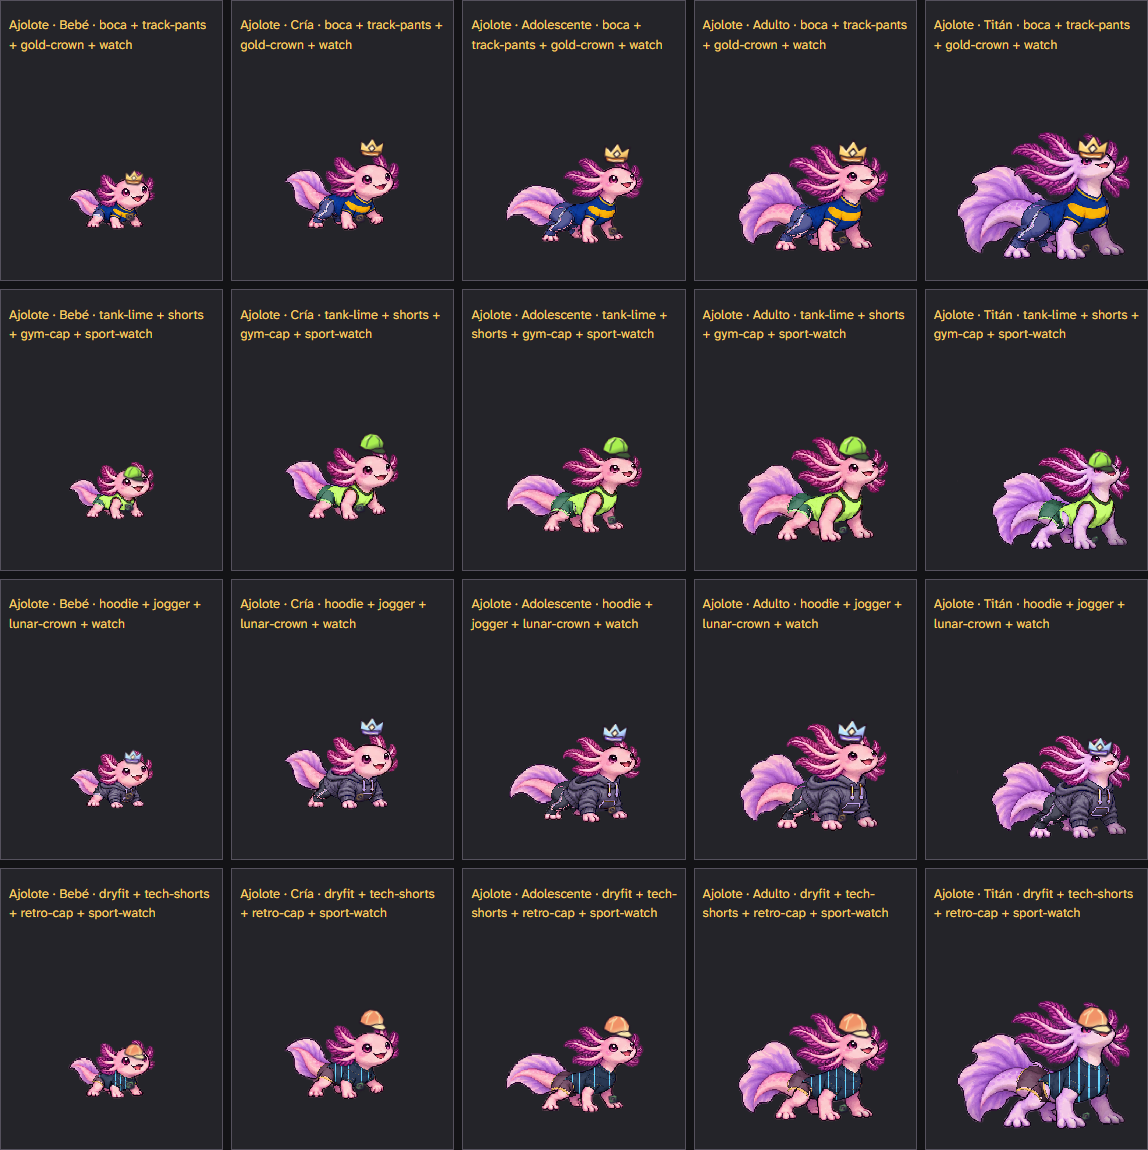 Ajolote · Bebé · boca + track-pants
+ gold-crown + watch
Ajolote · Cría · boca + track-pants +
gold-crown + watch
Ajolote · Adolescente · boca +
track-pants + gold-crown + watch
Ajolote · Adulto · boca + track-pants
+ gold-crown + watch
Ajolote · Titán · boca + track-pants
+ gold-crown + watch
Ajolote · Bebé · tank-lime + shorts
+ gym-cap + sport-watch
Ajolote · Cría · tank-lime + shorts +
gym-cap + sport-watch
Ajolote · Adolescente · tank-lime +
shorts + gym-cap + sport-watch
Ajolote · Adulto · tank-lime + shorts
+ gym-cap + sport-watch
Ajolote · Titán · tank-lime + shorts +
gym-cap + sport-watch
Ajolote · Bebé · hoodie + jogger +
lunar-crown + watch
Ajolote · Cría · hoodie + jogger +
lunar-crown + watch
Ajolote · Adolescente · hoodie +
jogger + lunar-crown + watch
Ajolote · Adulto · hoodie + jogger +
lunar-crown + watch
Ajolote · Titán · hoodie + jogger +
lunar-crown + watch
Ajolote · Bebé · dryfit + tech-shorts
+ retro-cap + sport-watch
Ajolote · Cría · dryfit + tech-shorts
+ retro-cap + sport-watch
Ajolote · Adolescente · dryfit + tech-
shorts + retro-cap + sport-watch
Ajolote · Adulto · dryfit + tech-
shorts + retro-cap + sport-watch
Ajolote · Titán · dryfit + tech-shorts
+ retro-cap + sport-watch